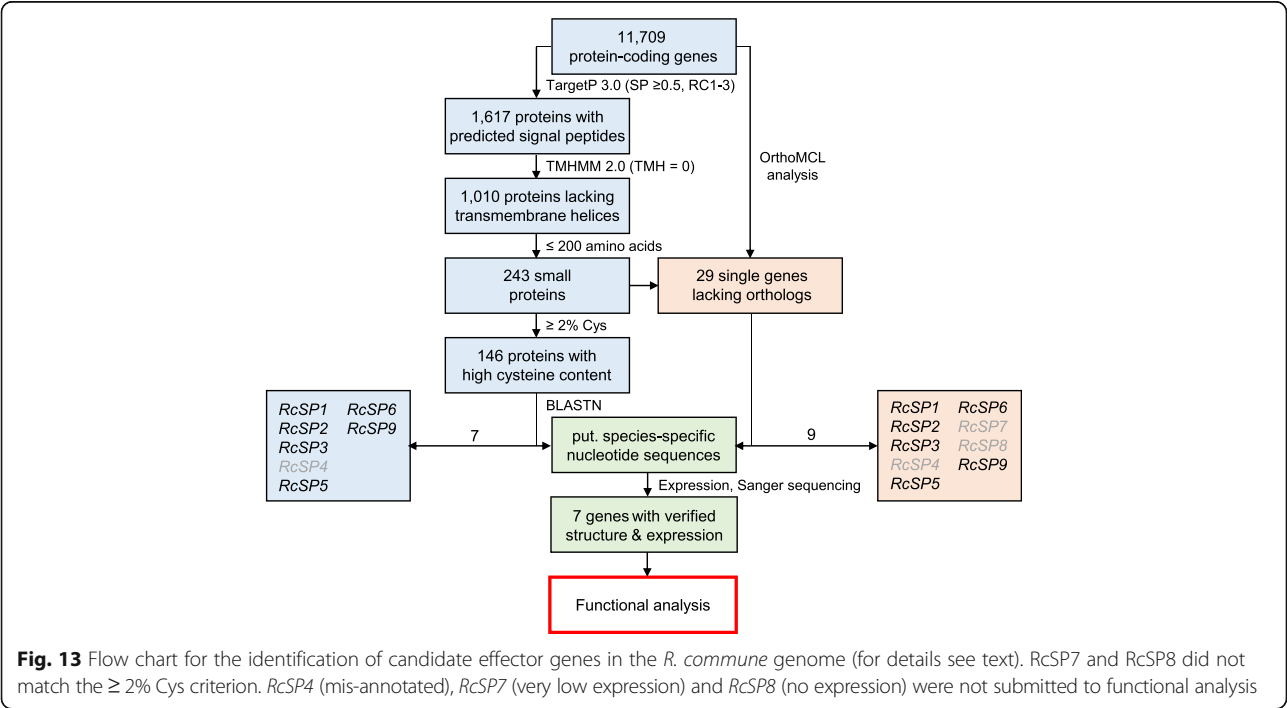 11,709
protein-coding genes
TargetP 3.0 (SP ≥0.5, RC1-3)
1,617 proteins with
predicted signal peptides
TMHMM 2.0 (TMH = 0)
OrthoMCL
analysis
1,010 proteins lacking
transmembrane helices
≤ 200 amino acids
243 small
proteins
29 single genes
lacking orthologs
≥ 2% Cys
146 proteins with
high cysteine content
BLASTN
RcSP1 RcSP6
RcSP2 RcSP9
RcSP3
RcSP4
RcSP5
7
put. species-specific
nucleotide sequences
9
RcSP1 RcSP6
RcSP2 RcSP7
RcSP3 RcSP8
RcSP4 RcSP9
RcSP5
Expression, Sanger sequencing
7 genes with verified
structure & expression
Functional analysis
Fig. 13 Flow chart for the identification of candidate effector genes in the R. commune genome (for details see text). RcSP7 and RcSP8 did not
match the ≥ 2% Cys criterion. RcSP4 (mis-annotated), RcSP7 (very low expression) and RcSP8 (no expression) were not submitted to functional analysis